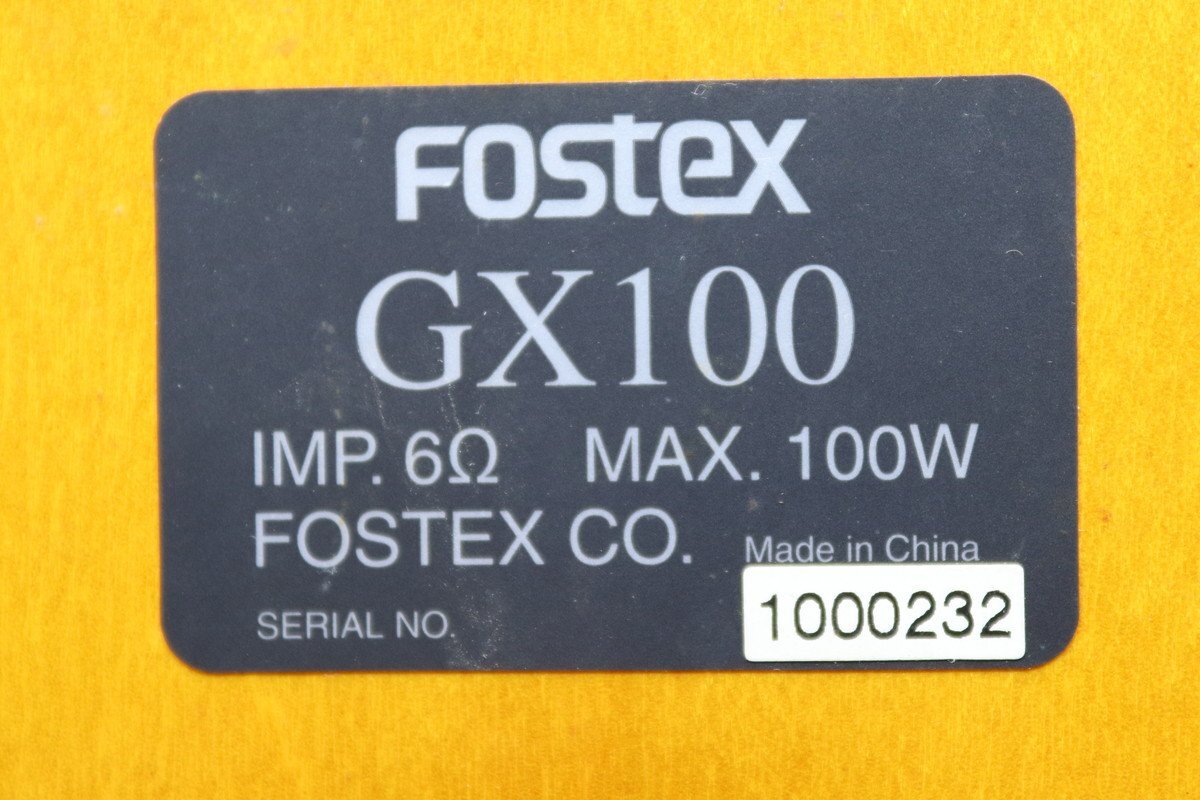 FOSTEX
GX100
IMP. 6Ω MAX. 100W
FOSTEX CO. Made in China
SERIAL NO. 1000232